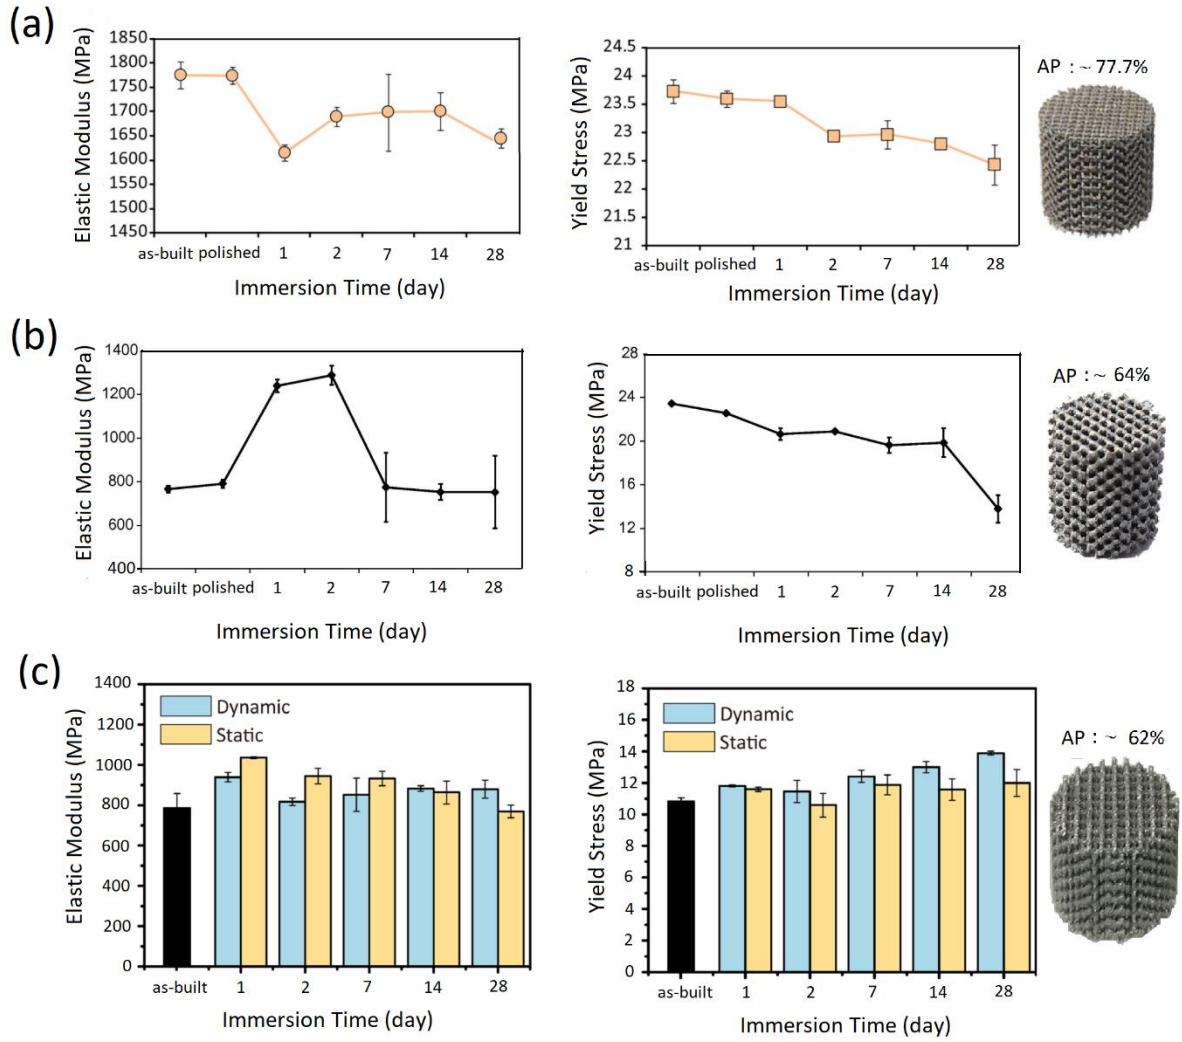 (a)
Elastic Modulus (MPa)
1850
1800
1750
1700
1650
1600
1550
1500
1450
as-built polished 1 2 7 14 28
Immersion Time (day)
Yield Stress (MPa)
24.5
24
23.5
23
22.5
22
21.5
21
as-built polished 1 2 7 14 28
Immersion Time (day)
AP : ~ 77.7%
(b)
Elastic Modulus (MPa)
1400
1200
1000
800
600
400
as-built polished 1 2 7 14 28
Immersion Time (day)
Yield Stress (MPa)
28
24
20
16
12
8
as-built polished 1 2 7 14 28
Immersion Time (day)
AP : ~ 64%
(c)
Elastic Modulus (MPa)
1400
1200
1000
800
600
400
200
0
Dynamic
Static
as-built 1 2 7 14 28
Immersion Time (day)
Yield Stress (MPa)
18
16
14
12
10
8
6
4
2
0
Dynamic
Static
as-built 1 2 7 14 28
Immersion Time (day)
AP : ~ 62%